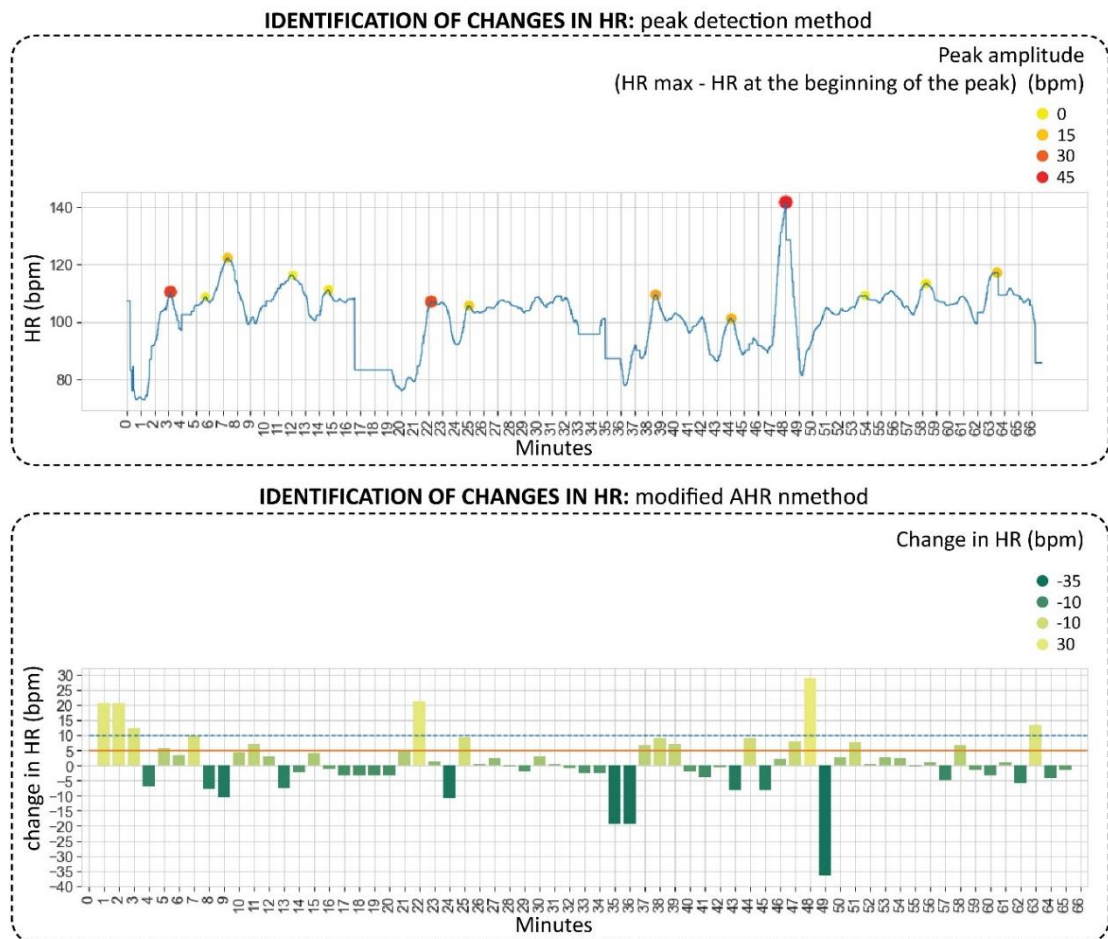 IDENTIFICATION OF CHANGES IN HR: peak detection method
Peak amplitude
(HR max - HR at the beginning of the peak) (bpm)
0
15
30
45
140
120
100
80
HR (bpm)
0 1 2 3 4 5 6 7 8 9 10 11 12 13 14 15 16 17 18 19 20 21 22 23 24 25 26 27 28 29 30 31 32 33 34 35 36 37 38 39 40 41 42 43 44 45 46 47 48 49 50 51 52 53 54 55 56 57 58 59 60 61 62 63 64 65 66
Minutes
IDENTIFICATION OF CHANGES IN HR: modified AHR nmethod
Change in HR (bpm)
-35
-10
-10
30
30
25
20
15
10
5
0
-5
-10
-15
-20
-25
-30
-35
-40
change in HR (bpm)
0 1 2 3 4 5 6 7 8 9 10 11 12 13 14 15 16 17 18 19 20 21 22 23 24 25 26 27 28 29 30 31 32 33 34 35 36 37 38 39 40 41 42 43 44 45 46 47 48 49 50 51 52 53 54 55 56 57 58 59 60 61 62 63 64 65 66
Minutes